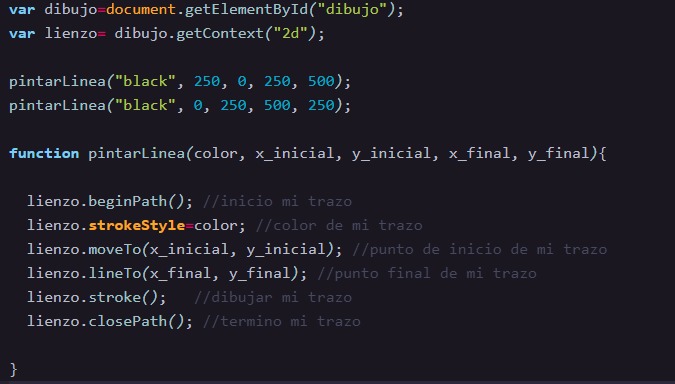 var dibujo=document.getElementById("dibujo");
var lienzo= dibujo.getContext("2d");
pintarLinea("black", 250, 0, 250, 500);
pintarLinea("black", 0, 250, 500, 250);
function pintarLinea(color, x_inicial, y_inicial, x_final, y_final){
lienzo.beginPath(); //inicio mi trazo
lienzo.strokeStyle=color; //color de mi trazo
lienzo.moveTo(x_inicial, y_inicial); //punto de inicio de mi trazo
lienzo.lineTo(x_final, y_final); //punto final de mi trazo
lienzo.stroke(); //dibujar mi trazo
lienzo.closePath(); //termino mi trazo
}